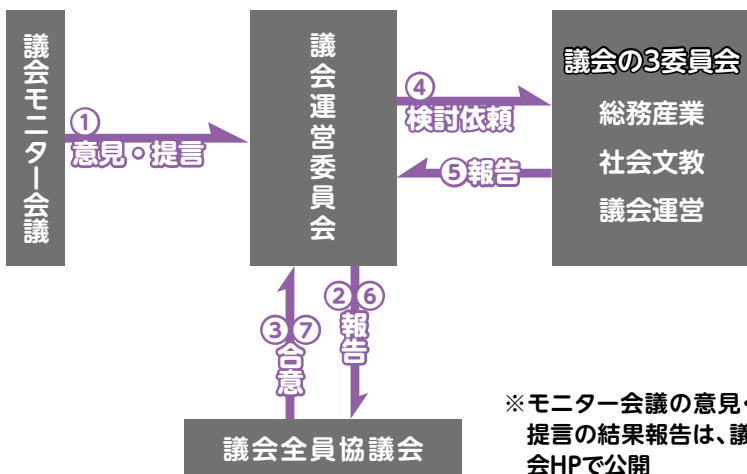 議会モニター会議
①
意見・提言
議会運営委員会
④
検討依頼
⑤報告
議会の3委員会
総務産業
社会文教
議会運営
②⑥
報告
③⑦
合意
議会全員協議会
※モニター会議の意見・
提言の結果報告は、議
会HPで公開